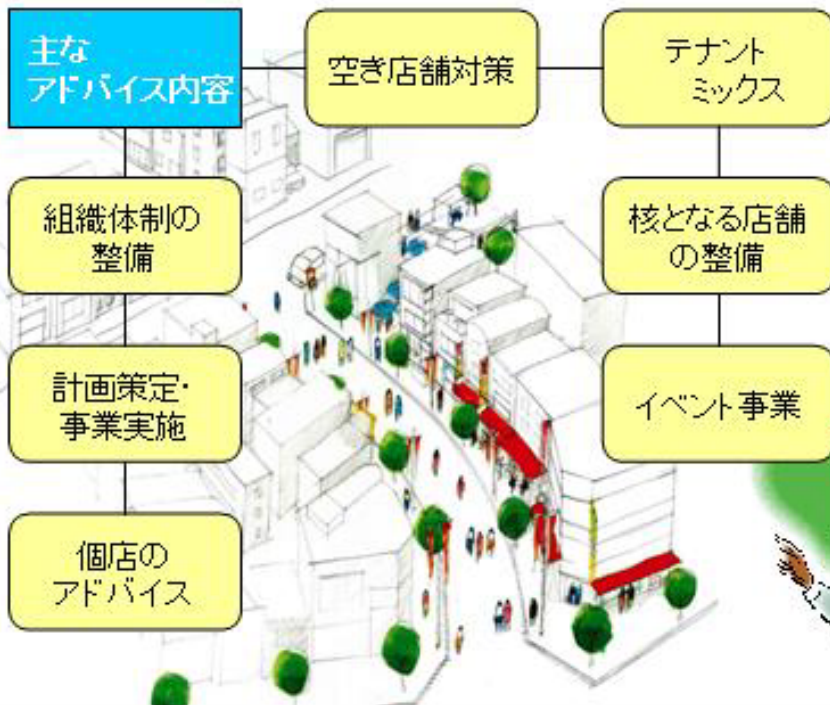 主な
アドバイス内容
空き店舗対策
テナント
ミックス
組織体制の
整備
核となる店舗
の整備
計画策定・
事業実施
イベント事業
個店の
アドバイス